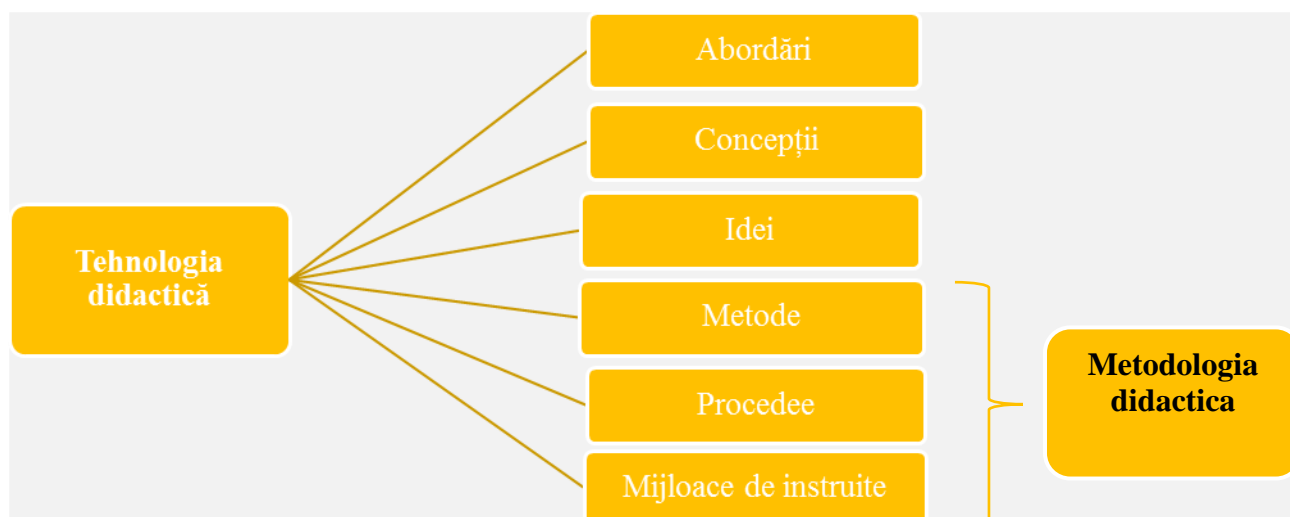 Tehnologia
didactică
Abordări
Concepții
Idei
Metode
Procedee
Mijloace de instruite
Metodologia
didactica